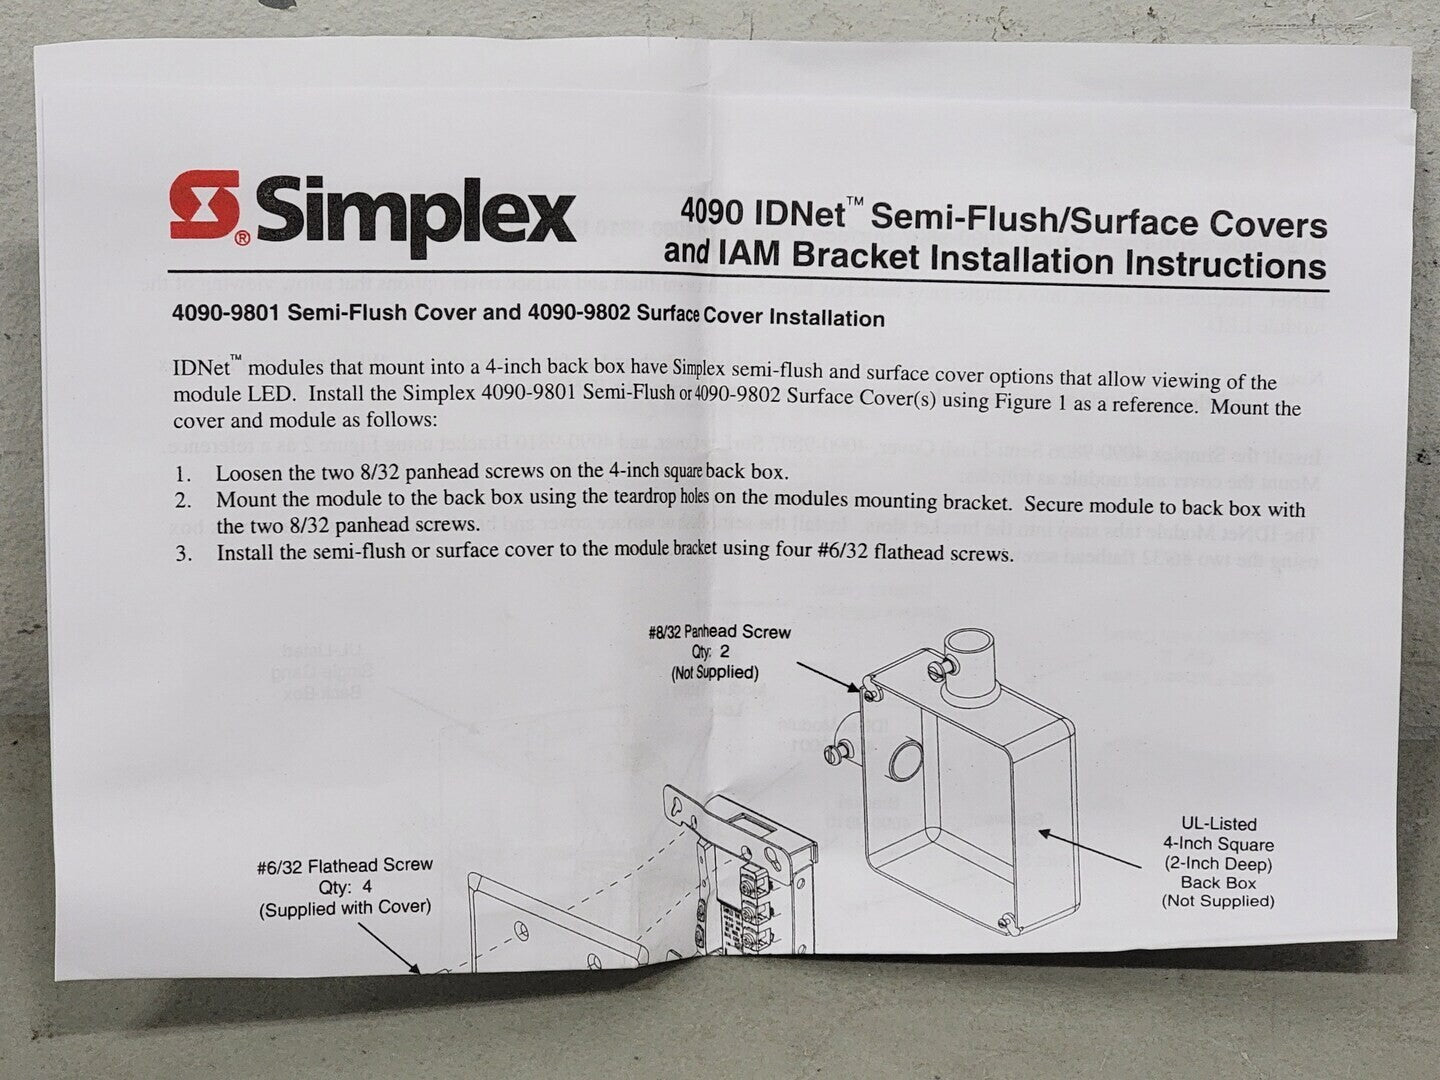 Simplex
®
4090 IDNet™ Semi-Flush/Surface Covers
and IAM Bracket Installation Instructions
4090-9801 Semi-Flush Cover and 4090-9802 Surface Cover Installation
IDNet™ modules that mount into a 4-inch back box have Simplex semi-flush and surface cover options that allow viewing of the
module LED. Install the Simplex 4090-9801 Semi-Flush or 4090-9802 Surface Cover(s) using Figure 1 as a reference. Mount the
cover and module as follows:
1. Loosen the two 8/32 panhead screws on the 4-inch square back box.
2. Mount the module to the back box using the teardrop holes on the modules mounting bracket. Secure module to back box with
the two 8/32 panhead screws.
3. Install the semi-flush or surface cover to the module bracket using four #6/32 flathead screws.
#8/32 Panhead Screw
Qty: 2
(Not Supplied)
UL-Listed
4-Inch Square
(2-Inch Deep)
Back Box
(Not Supplied)
#6/32 Flathead Screw
Qty: 4
(Supplied with Cover)